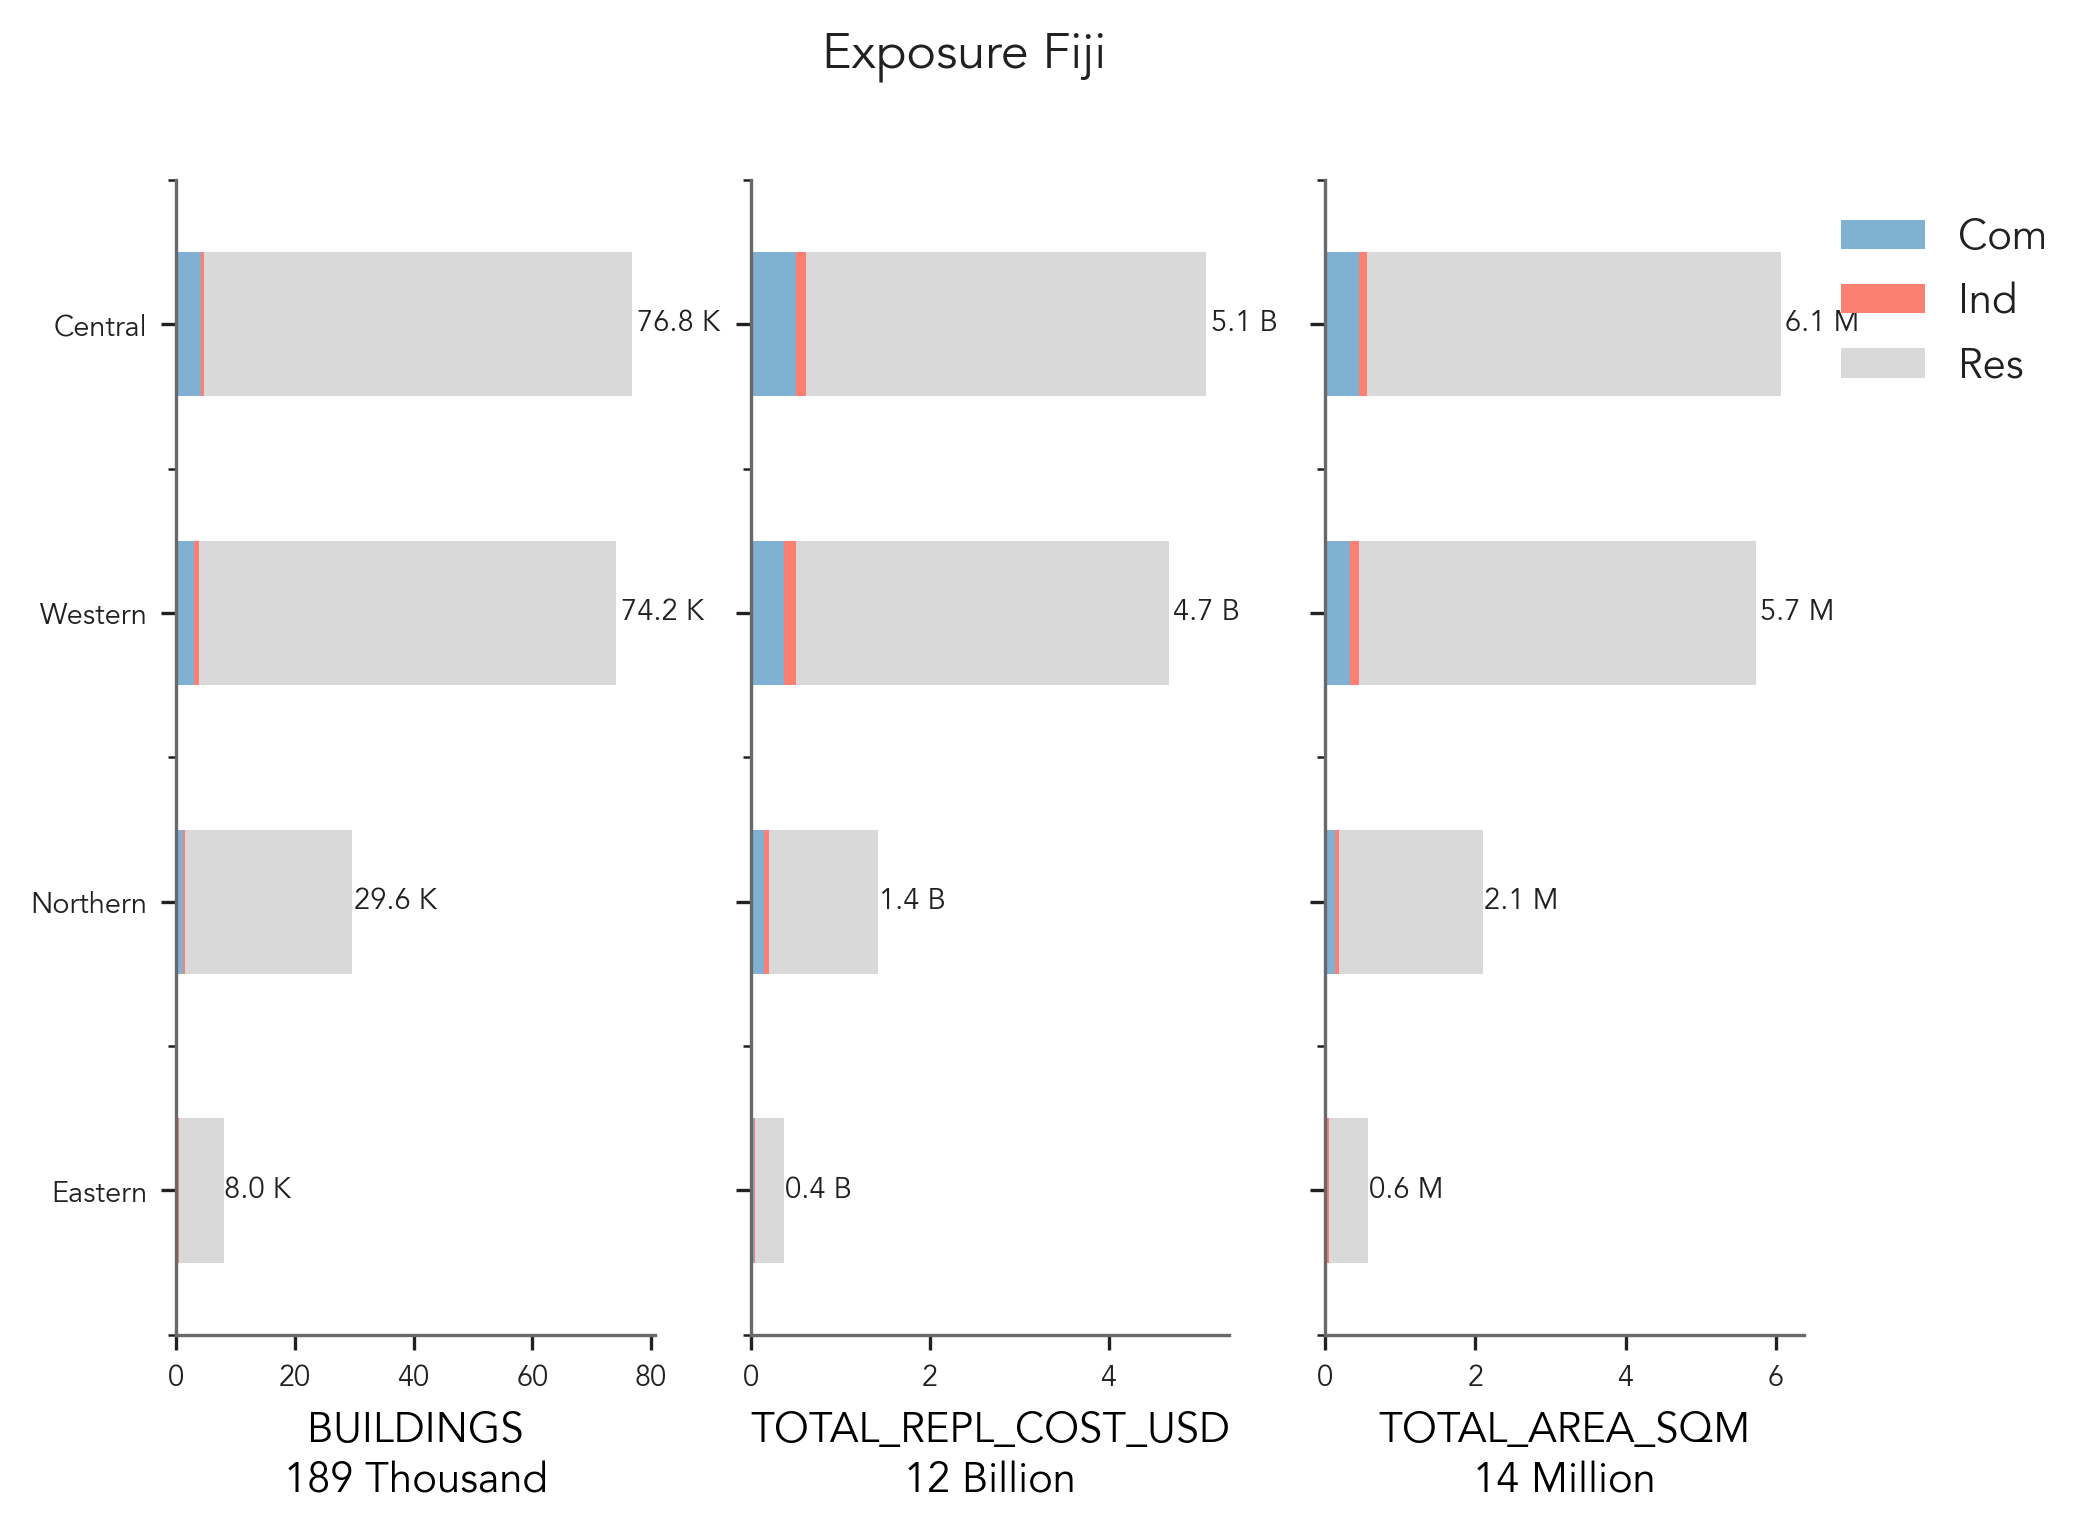 Exposure Fiji
Com
Ind
Res
Central
76.8 K
5.1 B
6.1 M
Western
74.2 K
4.7 B
5.7 M
Northern
29.6 K
1.4 B
2.1 M
Eastern
8.0 K
0.4 B
0.6 M
0 20 40 60 80
0 2 4
0 2 4 6
BUILDINGS
189 Thousand
TOTAL_REPL_COST_USD
12 Billion
TOTAL_AREA_SQM
14 Million